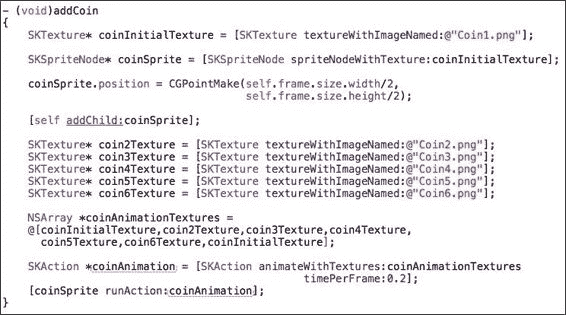 - (void)addCoin
{
SKTexture* coinInitialTexture = [SKTexture textureWithImageNamed:@"Coin1.png"];
SKSpriteNode* coinSprite = [SKSpriteNode spriteNodeWithTexture:coinInitialTexture];
coinSprite.position = CGPointMake(self.frame.size.width/2,
self.frame.size.height/2);
[self addChild:coinSprite];
SKTexture* coin2Texture = [SKTexture textureWithImageNamed:@"Coin2.png"];
SKTexture* coin3Texture = [SKTexture textureWithImageNamed:@"Coin3.png"];
SKTexture* coin4Texture = [SKTexture textureWithImageNamed:@"Coin4.png"];
SKTexture* coin5Texture = [SKTexture textureWithImageNamed:@"Coin5.png"];
SKTexture* coin6Texture = [SKTexture textureWithImageNamed:@"Coin6.png"];
NSArray *coinAnimationTextures =
@[coinInitialTexture,coin2Texture,coin3Texture,coin4Texture,
coin5Texture,coin6Texture,coinInitialTexture];
SKAction *coinAnimation = [SKAction animateWithTextures:coinAnimationTextures
timePerFrame:0.2];
[coinSprite runAction:coinAnimation];
}